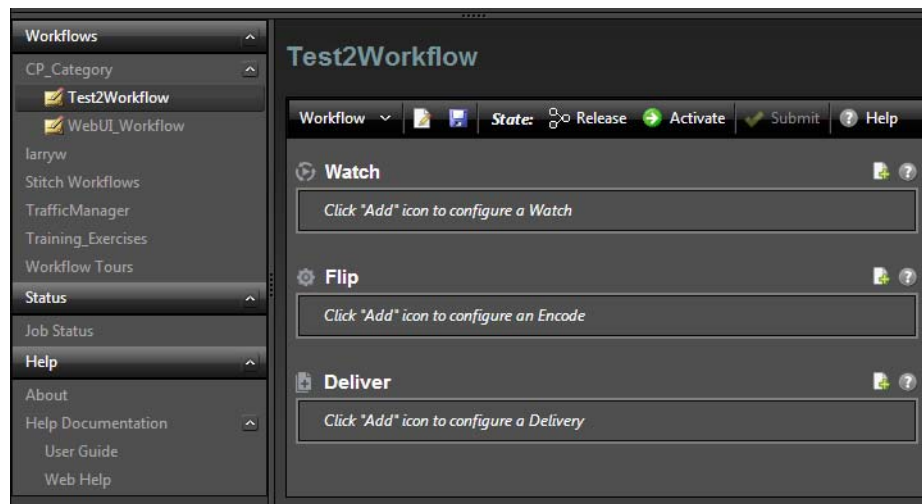 Workflows
CP_Category
Test2Workflow
WebUI_Workflow
larryw
Stitch Workflows
TrafficManager
Training_Exercises
Workflow Tours
Status
Job Status
Help
About
Help Documentation
User Guide
Web Help
Test2Workflow
Workflow State: Release Activate Submit ? Help
Watch ?
Click "Add" icon to configure a Watch
Flip ?
Click "Add" icon to configure an Encode
Deliver ?
Click "Add" icon to configure a Delivery